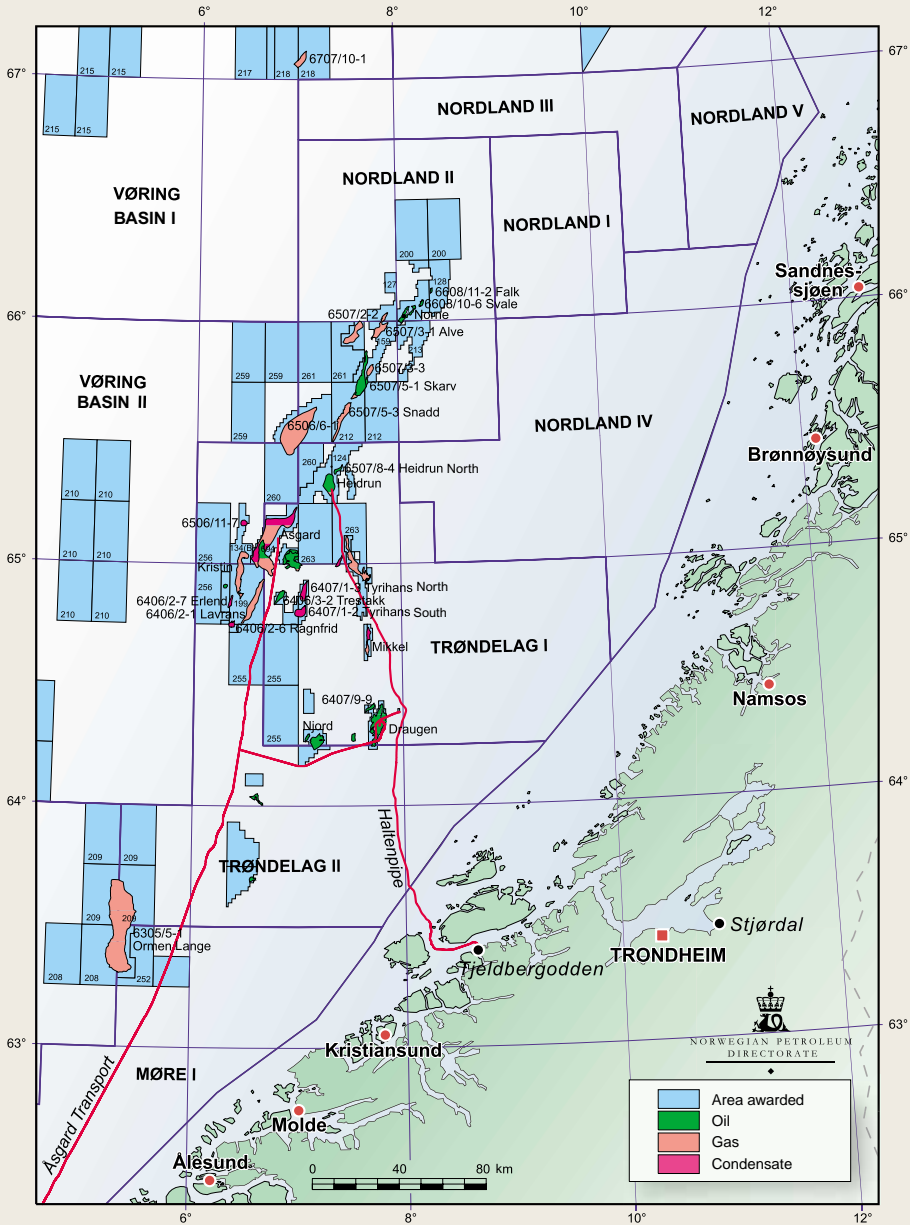 6°
8°
10°
12°
67°
67°
215
215
217
218
218
6707/10-1
215
215
NORDLAND III
NORDLAND V
NORDLAND II
VØRING
BASIN I
NORDLAND I
200
200
Sandnes-
sjøen
127
128
6608/11-2 Falk
6608/10-6 Svale
66°
66°
6507/2-2
Norne
6507/3-1 Alve
159
213
6507/3-3
259
259
261
261
6507/5-1 Skarv
VØRING
BASIN II
6507/5-3 Snadd
6506/6-1
NORDLAND IV
259
212
212
Brønnøysund
124
260
6507/8-4 Heidrun North
Heidrun
210
210
260
6506/11-7
Åsgard
263
65°
65°
134(B)
210
210
256
263
Kristin
256
6407/1-3 Tyrihans North
6406/2-7 Erlend
199
6406/3-2 Trestakk
210
210
6406/2-1 Lavrans
6407/1-2 Tyrihans South
6406/2-6 Ragnfrid
Mikkel
TRØNDELAG I
255
255
Namsos
6407/9-9
Njord
Draugen
255
64°
64°
Haltenpipe
209
209
TRØNDELAG II
209
209
6305/5-1
Ormen Lange
Stjørdal
TRONDHEIM
Tjeldbergodden
208
208
252
63°
63°
Kristiansund
NORWEGIAN PETROLEUM
DIRECTORATE
MØRE I
Åsgard Transport
Area awarded
Oil
Gas
Condensate
Molde
Ålesund
0
40
80 km
6°
8°
10°
12°